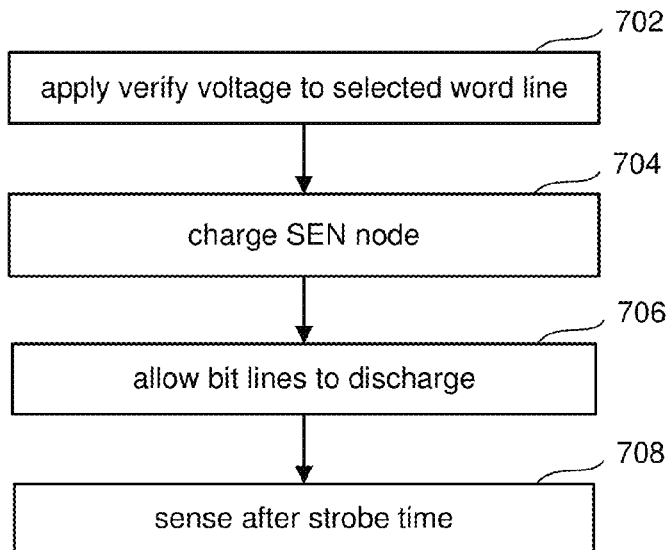 702
apply verify voltage to selected word line
704
charge SEN node
706
allow bit lines to discharge
708
sense after strobe time